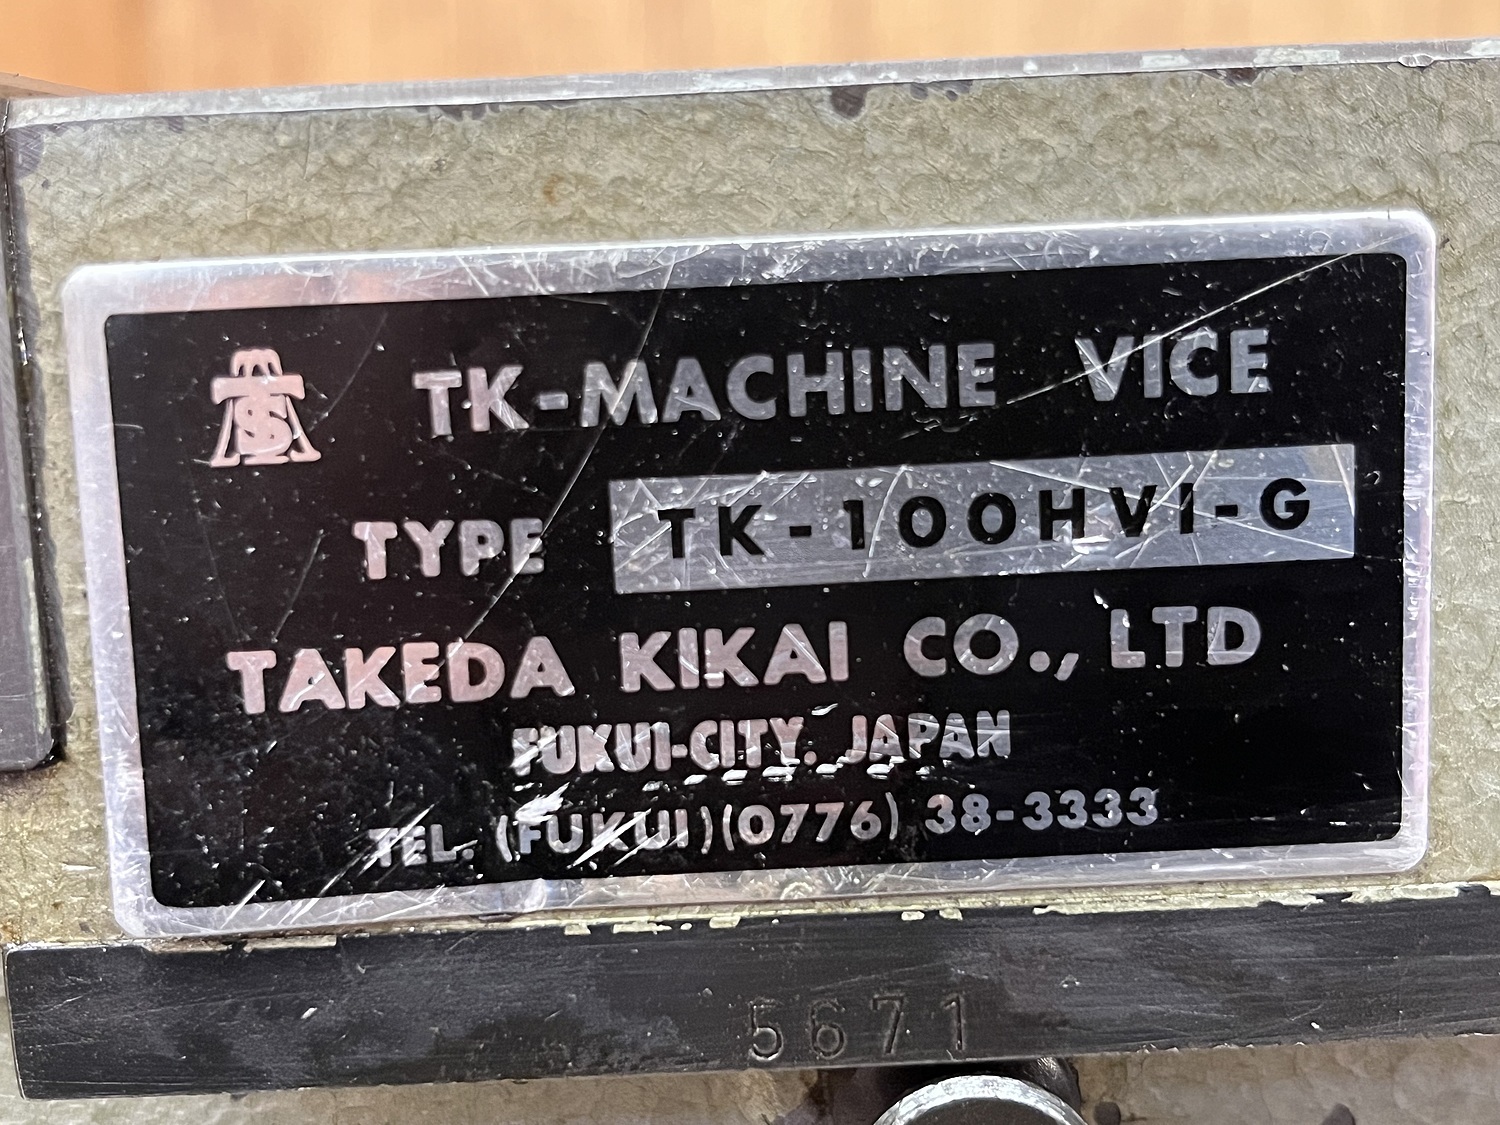 TK-MACHINE VICE
TYPE TK-100HVI-G
TAKEDA KIKAI CO., LTD
FUKUI-CITY. JAPAN
TEL. (FUKUI)(0776) 38-3333
5671